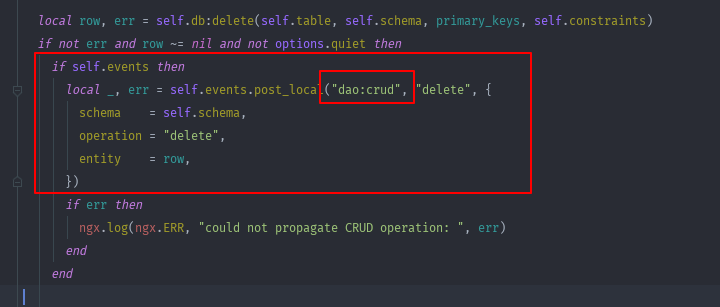 local row, err = self.db:delete(self.table, self.schema, primary_keys, self.constraints)
if not err and row ~= nil and not options.quiet then
if self.events then
local _, err = self.events.post_local("dao:crud", "delete", {
schema = self.schema,
operation = "delete",
entity = row,
})
if err then
ngx.log(ngx.ERR, "could not propagate CRUD operation: ", err)
end
end